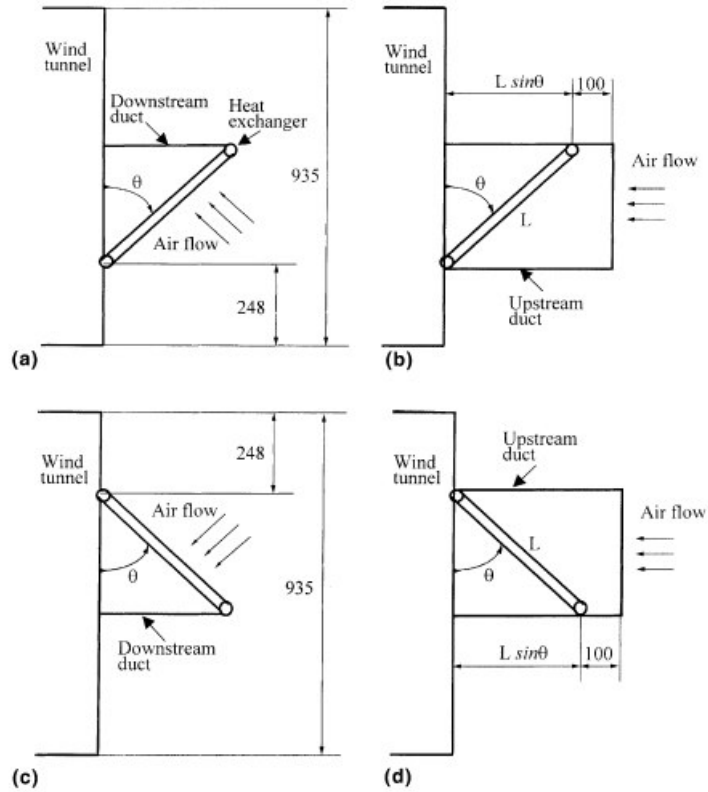 Wind
tunnel
Downstream
duct
Heat
exchanger
θ
935
Air flow
248
(a)
Wind
tunnel
L sinθ
100
Air flow
θ
L
Upstream
duct
(b)
Wind
tunnel
248
Air flow
θ
935
Downstream
duct
(c)
Upstream
duct
Wind
tunnel
Air flow
L
θ
L sinθ
100
(d)